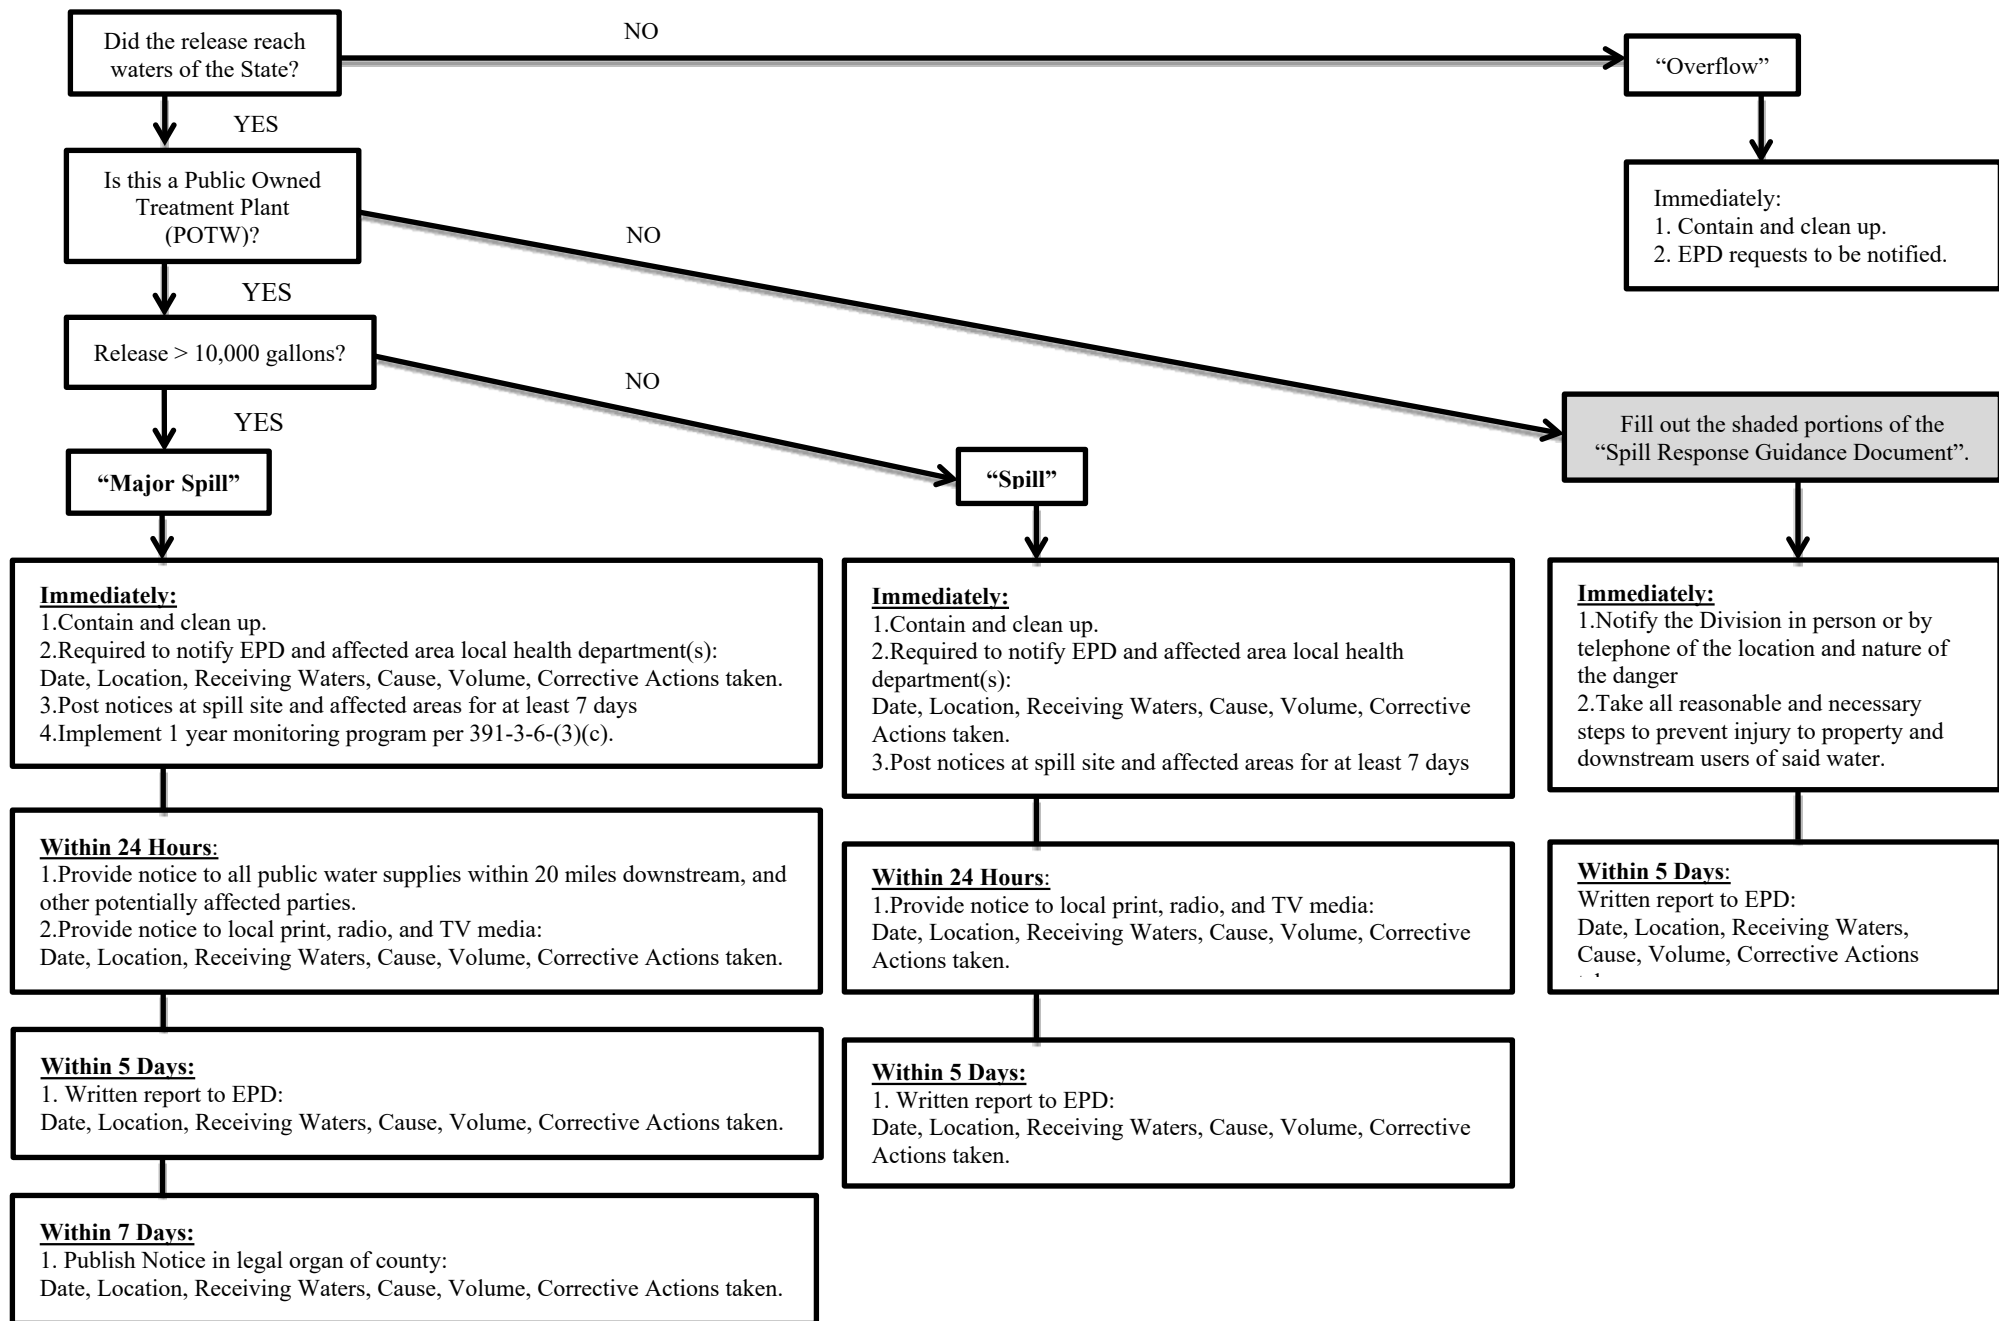 Did the release reach
waters of the State?
NO
“Overflow”
YES
Immediately:
1. Contain and clean up.
2. EPD requests to be notified.
Is this a Public Owned
Treatment Plant
(POTW)?
NO
YES
Release > 10,000 gallons?
NO
YES
Fill out the shaded portions of the
“Spill Response Guidance Document”.
“Major Spill”
“Spill”
Immediately:
1.Contain and clean up.
2.Required to notify EPD and affected area local health department(s):
Date, Location, Receiving Waters, Cause, Volume, Corrective Actions taken.
3.Post notices at spill site and affected areas for at least 7 days
4.Implement 1 year monitoring program per 391-3-6-(3)(c).
Within 24 Hours:
1.Provide notice to all public water supplies within 20 miles downstream, and
other potentially affected parties.
2.Provide notice to local print, radio, and TV media:
Date, Location, Receiving Waters, Cause, Volume, Corrective Actions taken.
Within 5 Days:
1. Written report to EPD:
Date, Location, Receiving Waters, Cause, Volume, Corrective Actions taken.
Within 7 Days:
1. Publish Notice in legal organ of county:
Date, Location, Receiving Waters, Cause, Volume, Corrective Actions taken.
Immediately:
1.Contain and clean up.
2.Required to notify EPD and affected area local health
department(s):
Date, Location, Receiving Waters, Cause, Volume, Corrective
Actions taken.
3.Post notices at spill site and affected areas for at least 7 days
Within 24 Hours:
1.Provide notice to local print, radio, and TV media:
Date, Location, Receiving Waters, Cause, Volume, Corrective
Actions taken.
Within 5 Days:
1. Written report to EPD:
Date, Location, Receiving Waters, Cause, Volume, Corrective
Actions taken.
Immediately:
1.Notify the Division in person or by
telephone of the location and nature of
the danger
2.Take all reasonable and necessary
steps to prevent injury to property and
downstream users of said water.
Within 5 Days:
Written report to EPD:
Date, Location, Receiving Waters,
Cause, Volume, Corrective Actions